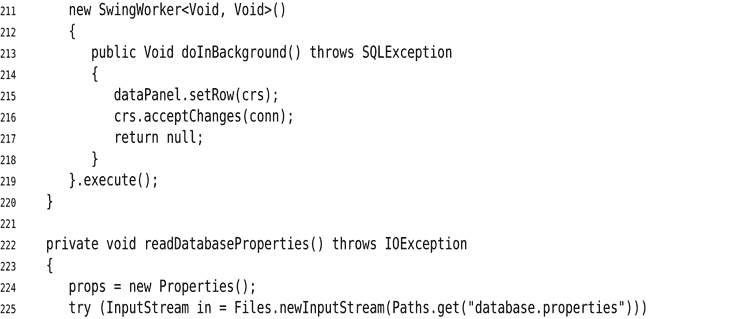 211 new SwingWorker<Void, Void>()
212 {
213 public Void doInBackground() throws SQLException
214 {
215 dataPanel.setRow(crs);
216 crs.acceptChanges(conn);
217 return null;
218 }
219 }.execute();
220 }
221
222 private void readDatabaseProperties() throws IOException
223 {
224 props = new Properties();
225 try (InputStream in = Files.newInputStream(Paths.get("database.properties")))